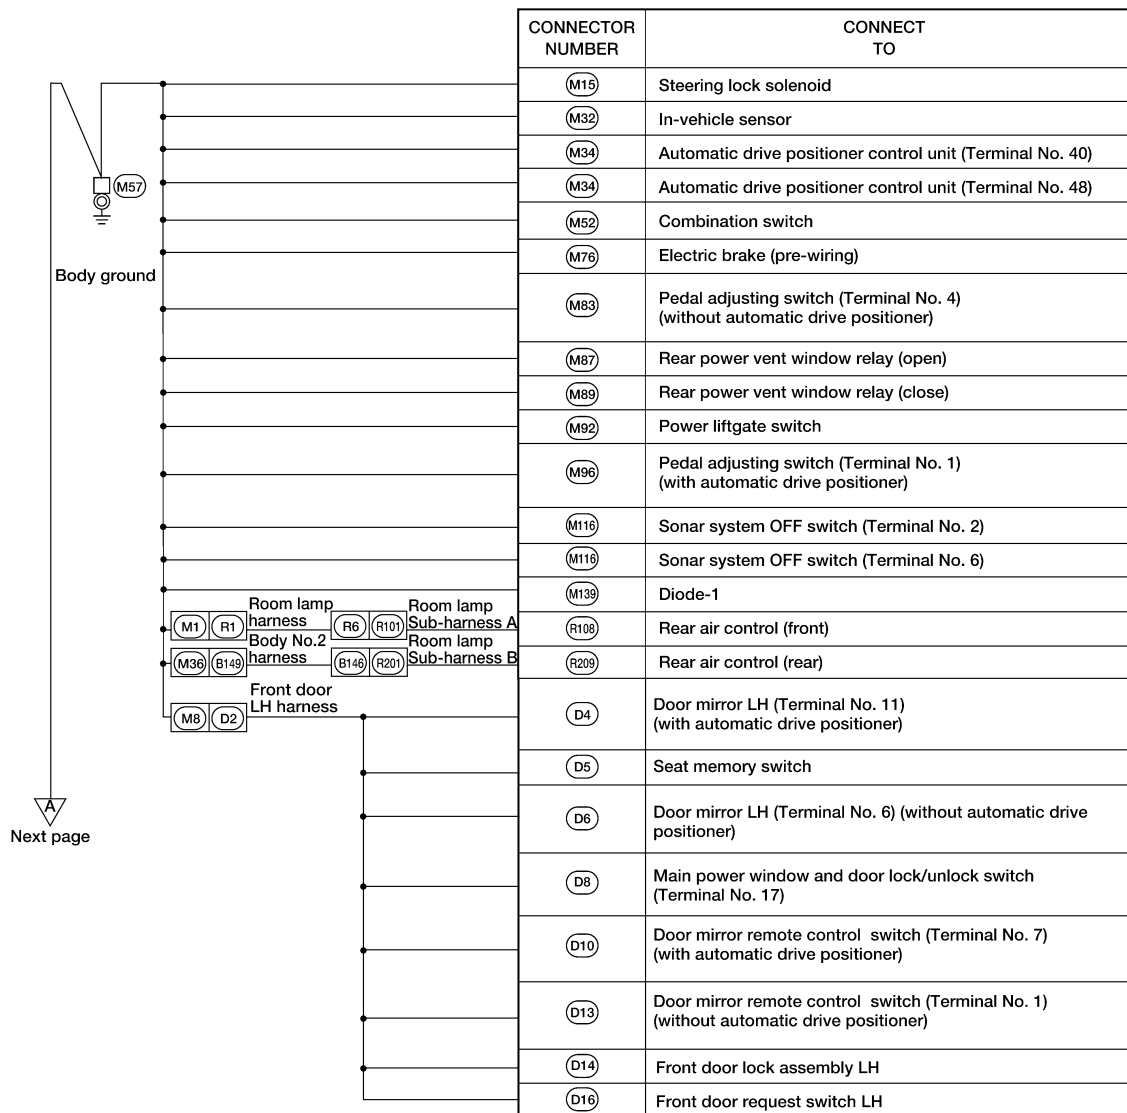 CONNECTOR
NUMBER
CONNECT
TO
M15
Steering lock solenoid
M32
In-vehicle sensor
M34
Automatic drive positioner control unit (Terminal No. 40)
M57
M34
Automatic drive positioner control unit (Terminal No. 48)
M52
Combination switch
M76
Electric brake (pre-wiring)
Body ground
M83
Pedal adjusting switch (Terminal No. 4)
(without automatic drive positioner)
M87
Rear power vent window relay (open)
M89
Rear power vent window relay (close)
M92
Power liftgate switch
M96
Pedal adjusting switch (Terminal No. 1)
(with automatic drive positioner)
M116
Sonar system OFF switch (Terminal No. 2)
M116
Sonar system OFF switch (Terminal No. 6)
M139
Diode-1
M1
R1
Room lamp
harness
R6
R101
Room lamp
Sub-harness A
R108
Rear air control (front)
M36
B149
Body No.2
harness
B146
R201
Room lamp
Sub-harness B
R209
Rear air control (rear)
M8
D2
Front door
LH harness
D4
Door mirror LH (Terminal No. 11)
(with automatic drive positioner)
D5
Seat memory switch
A
Next page
D6
Door mirror LH (Terminal No. 6) (without automatic drive
positioner)
D8
Main power window and door lock/unlock switch
(Terminal No. 17)
D10
Door mirror remote control switch (Terminal No. 7)
(with automatic drive positioner)
D13
Door mirror remote control switch (Terminal No. 1)
(without automatic drive positioner)
D14
Front door lock assembly LH
D16
Front door request switch LH